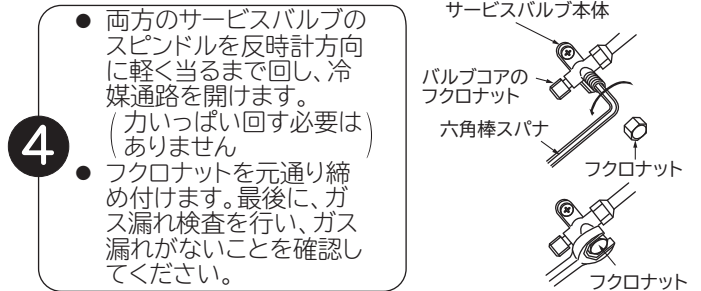 4
● 両方のサービスバルブの
スピンドルを反時計方向
に軽く当るまで回し、冷
媒通路を開けます。
(力いっぱい回す必要は
ありません)
● フクロナットを元通り締
め付けます。最後に、ガ
ス漏れ検査を行い、ガス
漏れがないことを確認し
てください。
サービスバルブ本体
バルブコアの
フクロナット
六角棒スパナ
フクロナット
フクロナット